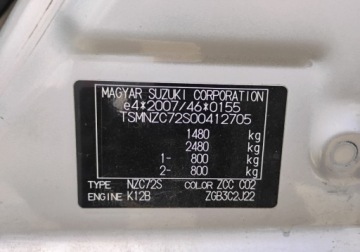 MAGYAR SUZUKI CORPORATION
e4*2007/46*0155
TSMNZC72S00412705
1480 kg
2480 kg
1- 800 kg
2- 800 kg
TYPE NZC72S COLOR ZCC C02
ENGINE K12B ZGB3C2J22